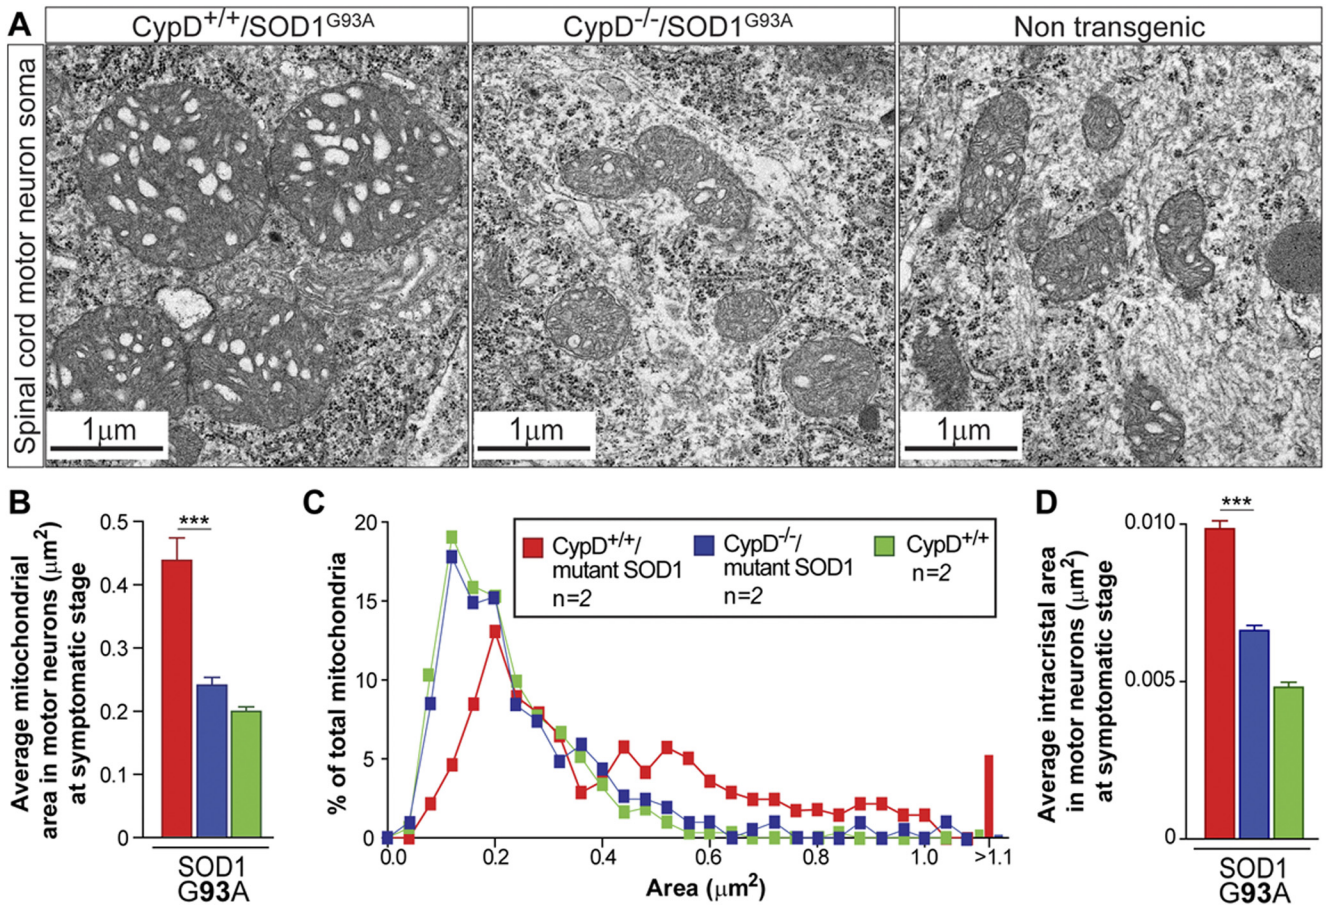 A
CypD+/+/SOD1G93A
CypD-/-/SOD1G93A
Non transgenic
Spinal cord motor neuron soma
1μm
1μm
1μm
B
Average mitochondrial
area in motor neurons (μm2)
at symptomatic stage
0.5
0.4
0.3
0.2
0.1
0
***
SOD1
G93A
C
% of total mitochondria
20
15
10
5
0
CypD+/+/
mutant SOD1
n=2
CypD-/-/
mutant SOD1
n=2
CypD+/+
n=2
0.0
0.2
0.4
0.6
0.8
1.0
>1.1
Area (μm2)
D
Average intracristal area
in motor neurons (μm2)
at symptomatic stage
0.010
0.005
0
***
SOD1
G93A